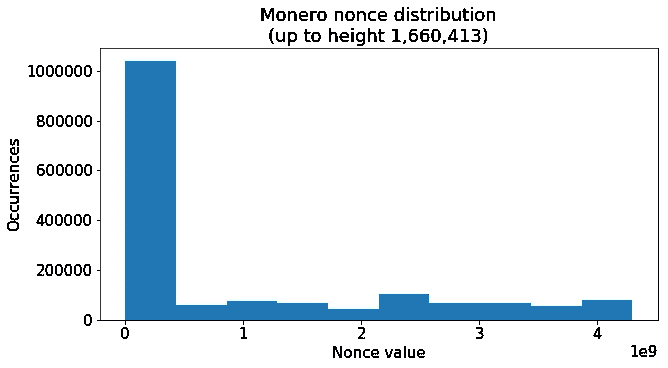 Monero nonce distribution
(up to height 1,660,413)
Occurrences
1000000
800000
600000
400000
200000
0
0 1 2 3 4
1e9
Nonce value